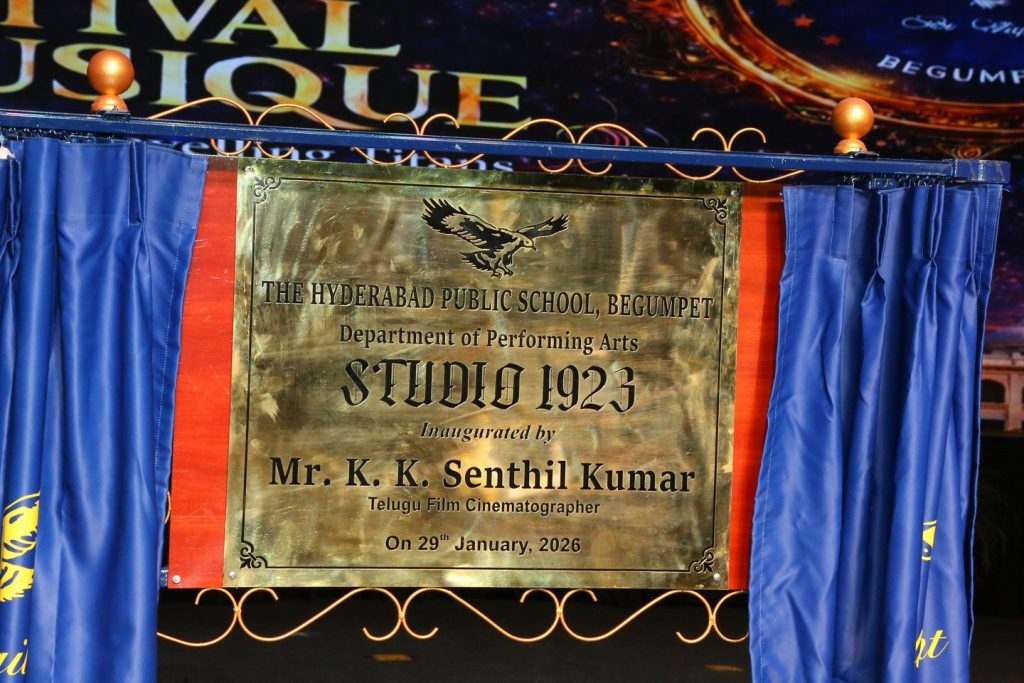 IVAL
USIQUE
BEGUMP
THE HYDERABAD PUBLIC SCHOOL, BEGUMPET
Department of Performing Arts
STUDIO 1923
Inaugurated by
Mr. K. K. Senthil Kumar
Telugu Film Cinematographer
On 29th January, 2026